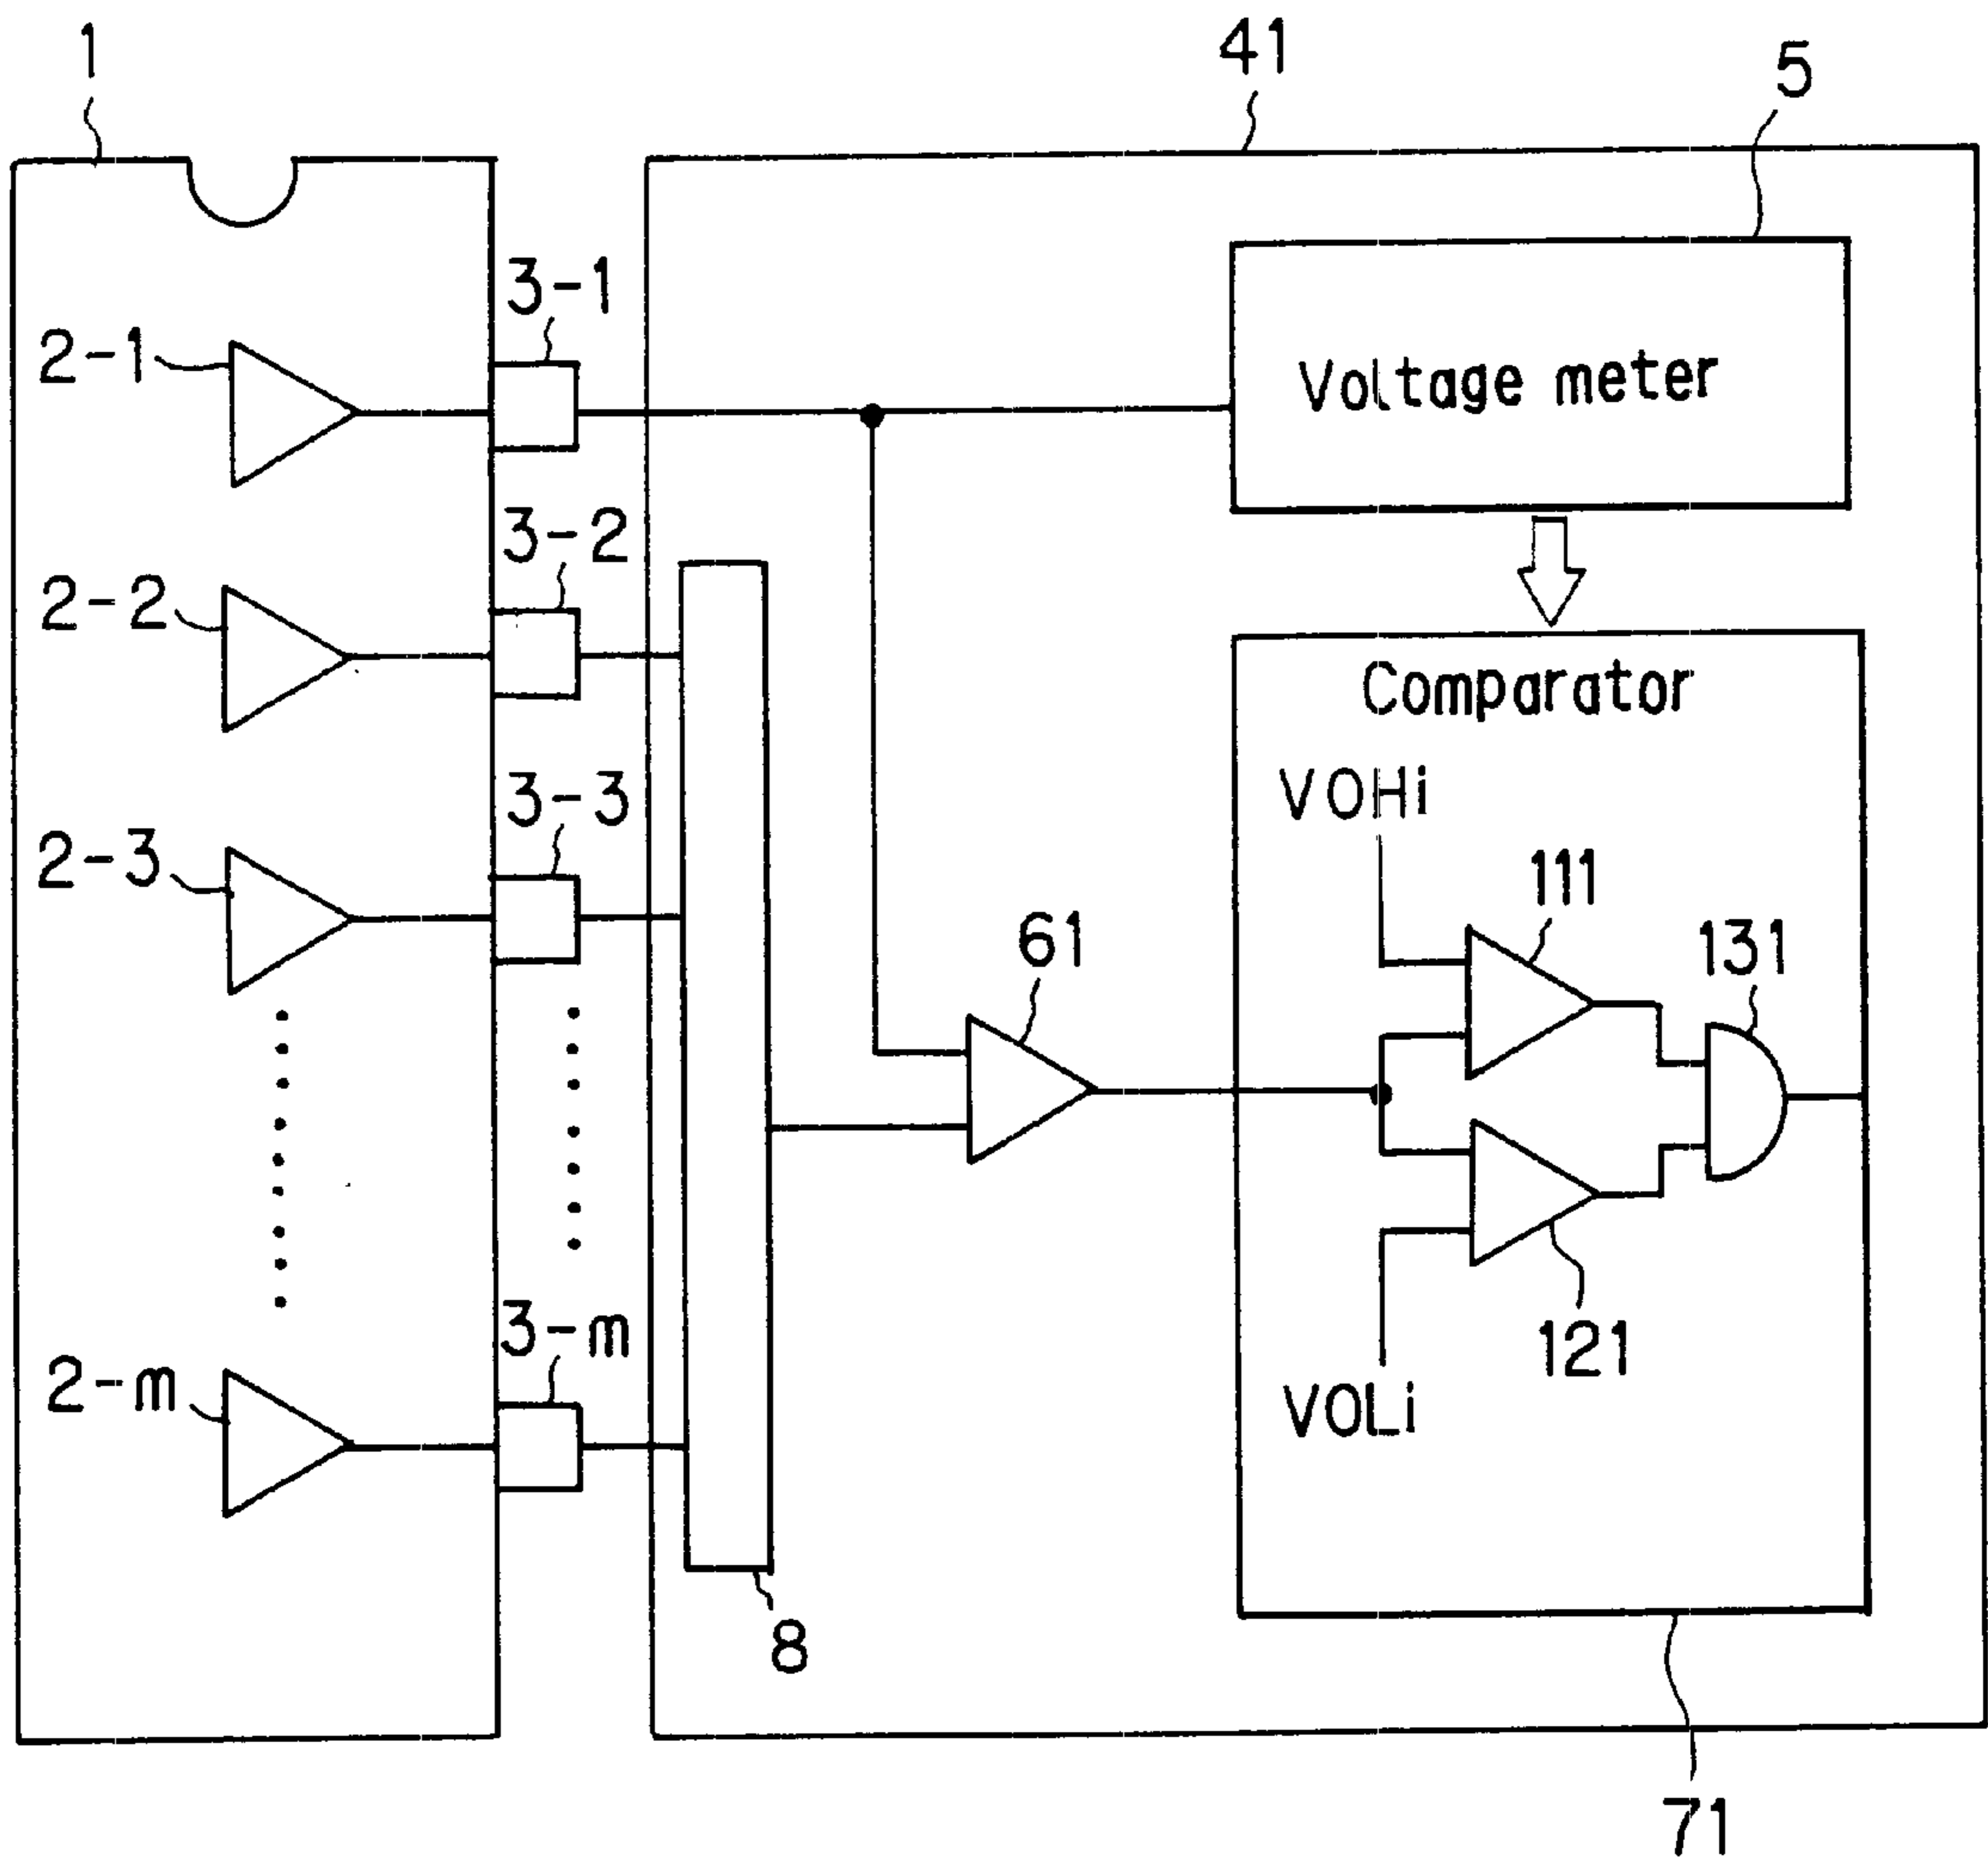 1
41
5
3-1
2-1
Voltage meter
3-2
2-2
Comparator
3-3
VOHi
2-3
111
61
131
3-m
121
2-m
VOLi
8
71